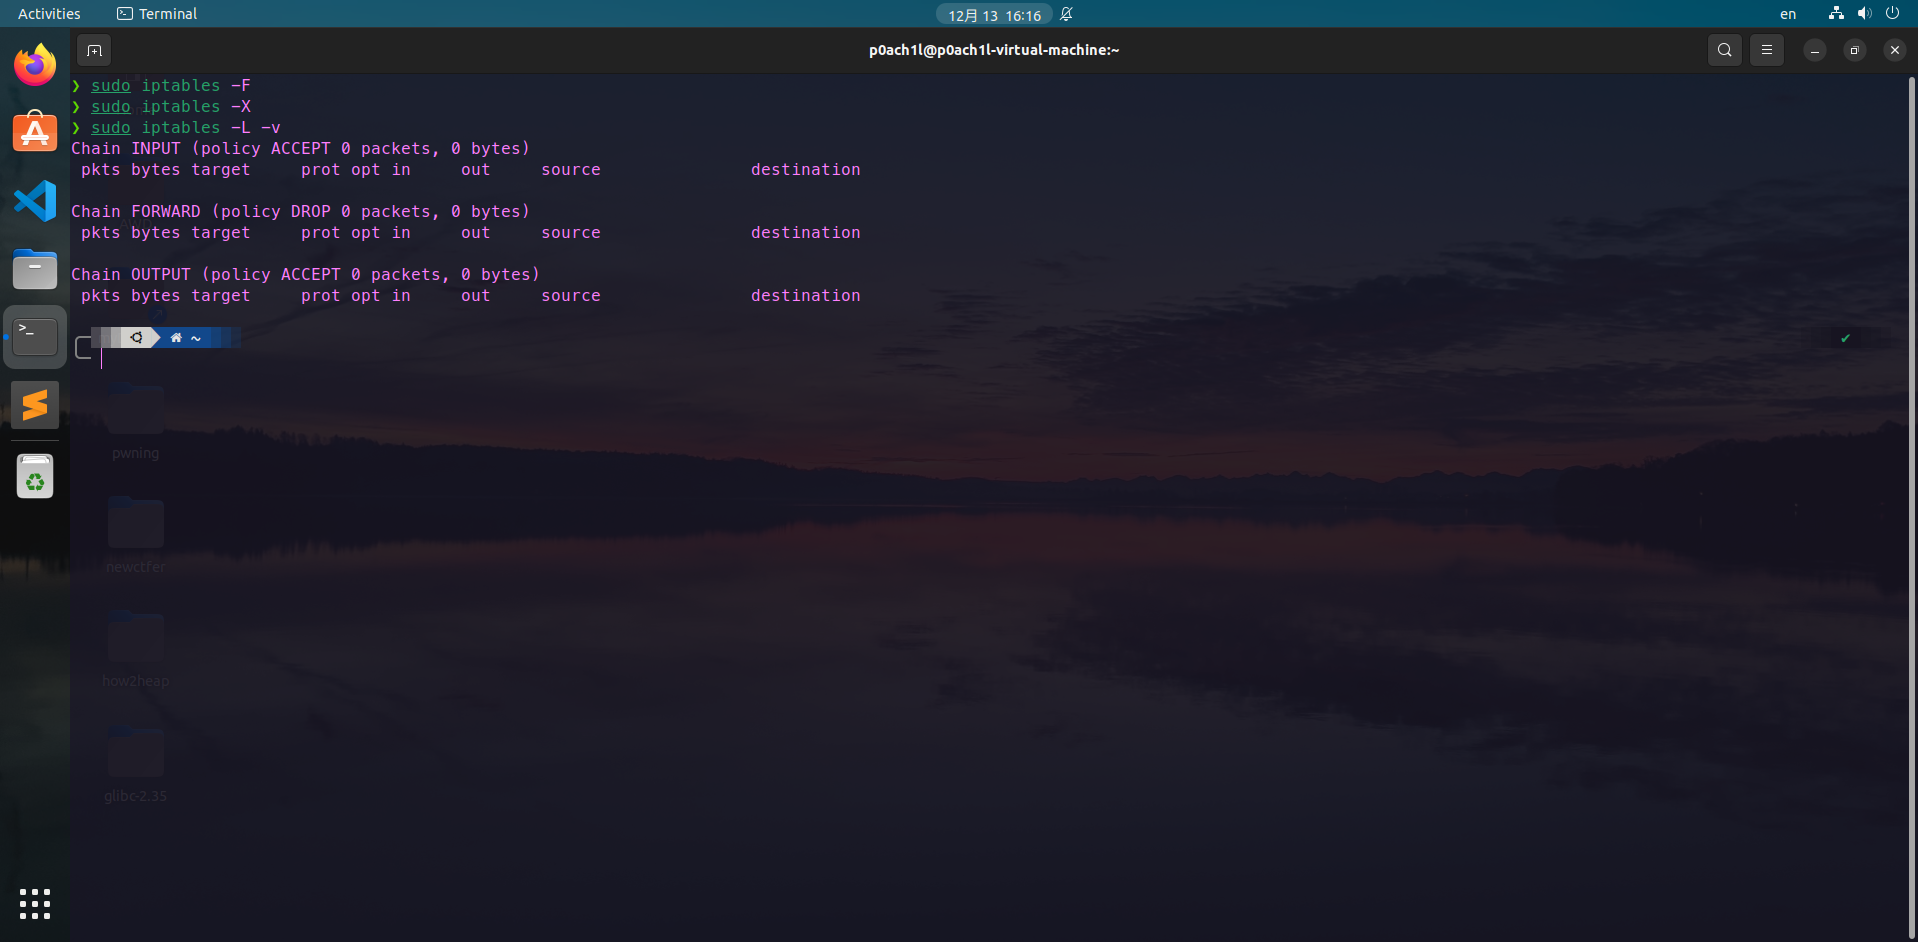 Activities Terminal 12月 13 16:16 en
p0ach1l@p0ach1l-virtual-machine:~
❯ sudo iptables -F
❯ sudo iptables -X
❯ sudo iptables -L -v
Chain INPUT (policy ACCEPT 0 packets, 0 bytes)
pkts bytes target prot opt in out source destination
Chain FORWARD (policy DROP 0 packets, 0 bytes)
pkts bytes target prot opt in out source destination
Chain OUTPUT (policy ACCEPT 0 packets, 0 bytes)
pkts bytes target prot opt in out source destination
~ ✔
pwning
newctfer
how2heap
glibc-2.35